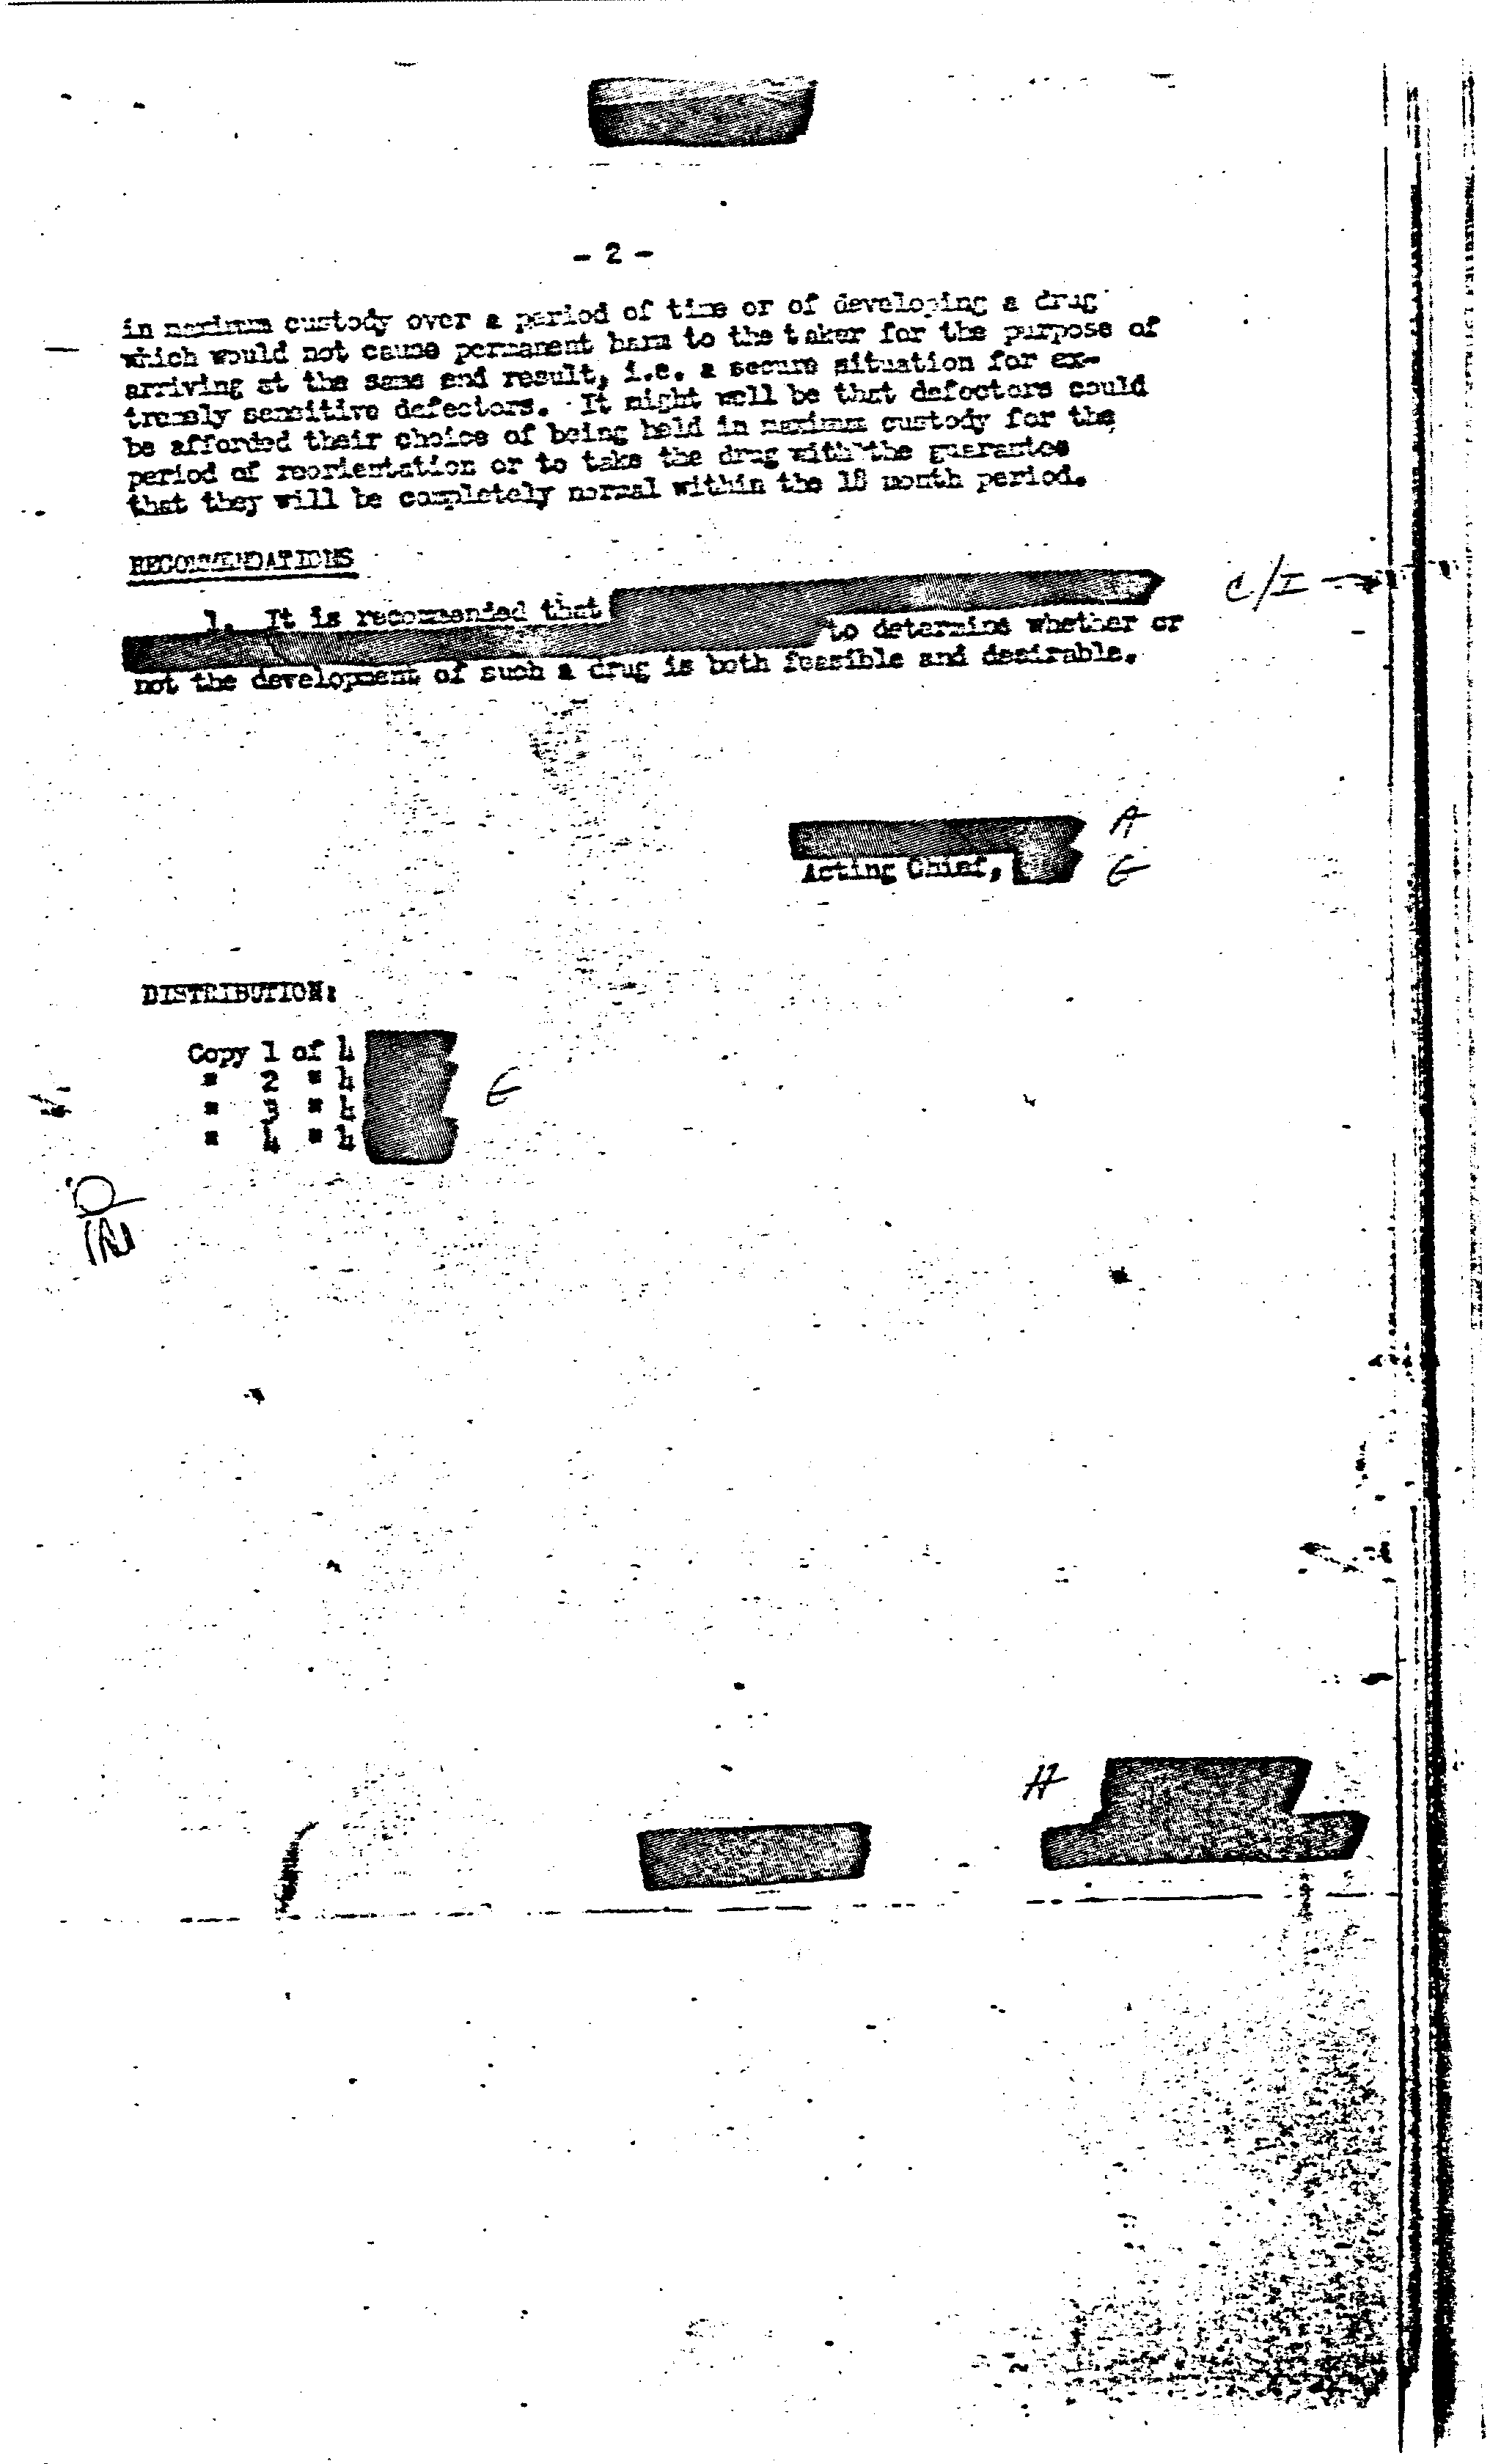 - 2 -
in maximum custody over a period of time or of developing a drug
which would not cause permanent harm to the taker for the purpose of
arriving at the same end result, i.e. a secure situation for ex-
tremely sensitive defectors. It might well be that defectors could
be afforded their choice of being held in maximum custody for the
period of reorientation or to take the drug with the guarantee
that they will be completely normal within the 18 month period.
RECOMMENDATIONS
C/I
1. It is recommended that
to determine whether or
not the development of such a drug is both feasible and desirable.
A
Acting Chief, G
DISTRIBUTION:
Copy 1 of 4
" 2 " 4
" 3 " 4
" 4 " 4
G
H